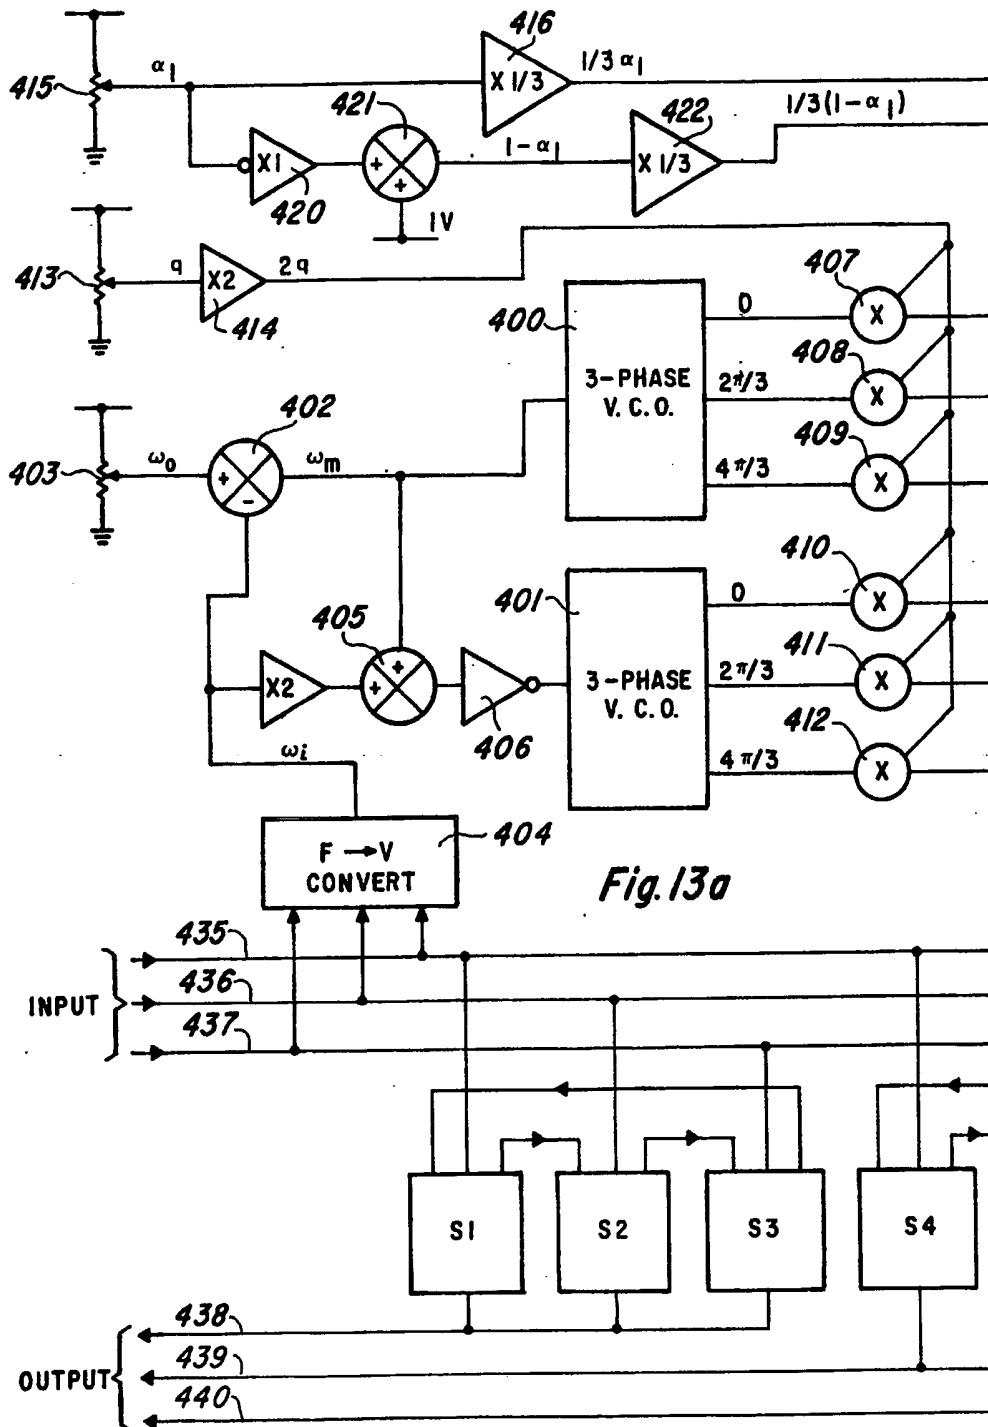 416
α₁
1/3 α₁
415
X 1/3
421
422
1/3(1-α₁)
X1
+
+
1-α₁
X 1/3
420
1V
413
q
X2
2q
414
407
400
0
X
408
3-PHASE
V.C.O.
2π/3
X
402
409
403
ω₀
+
-
ωm
4π/3
X
410
401
0
X
405
+
+
411
X2
3-PHASE
V.C.O.
2π/3
X
406
412
ωi
4π/3
X
404
F → V
CONVERT
Fig. 13a
435
436
INPUT
437
S1
S2
S3
S4
438
439
OUTPUT
440